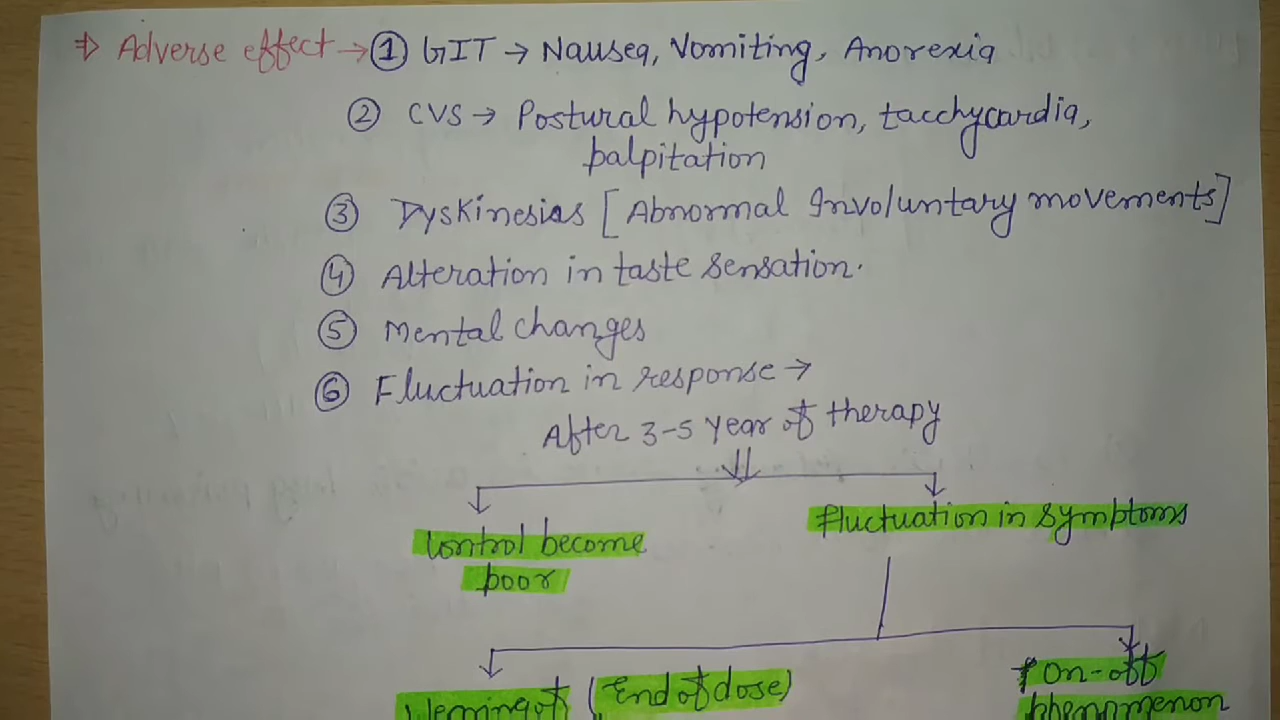 ⇒ Adverse effect → ① GIT → Nausea, Vomiting, Anorexia
② CVS → Postural hypotension, tacchycardia,
palpitation
③ Dyskinesias [Abnormal Involuntary movements]
④ Alteration in taste sensation.
⑤ Mental changes
⑥ Fluctuation in response →
After 3-5 year of therapy
Control become
poor
Fluctuation in symptoms
Wearing of (End of dose)
on-off
phenomenon